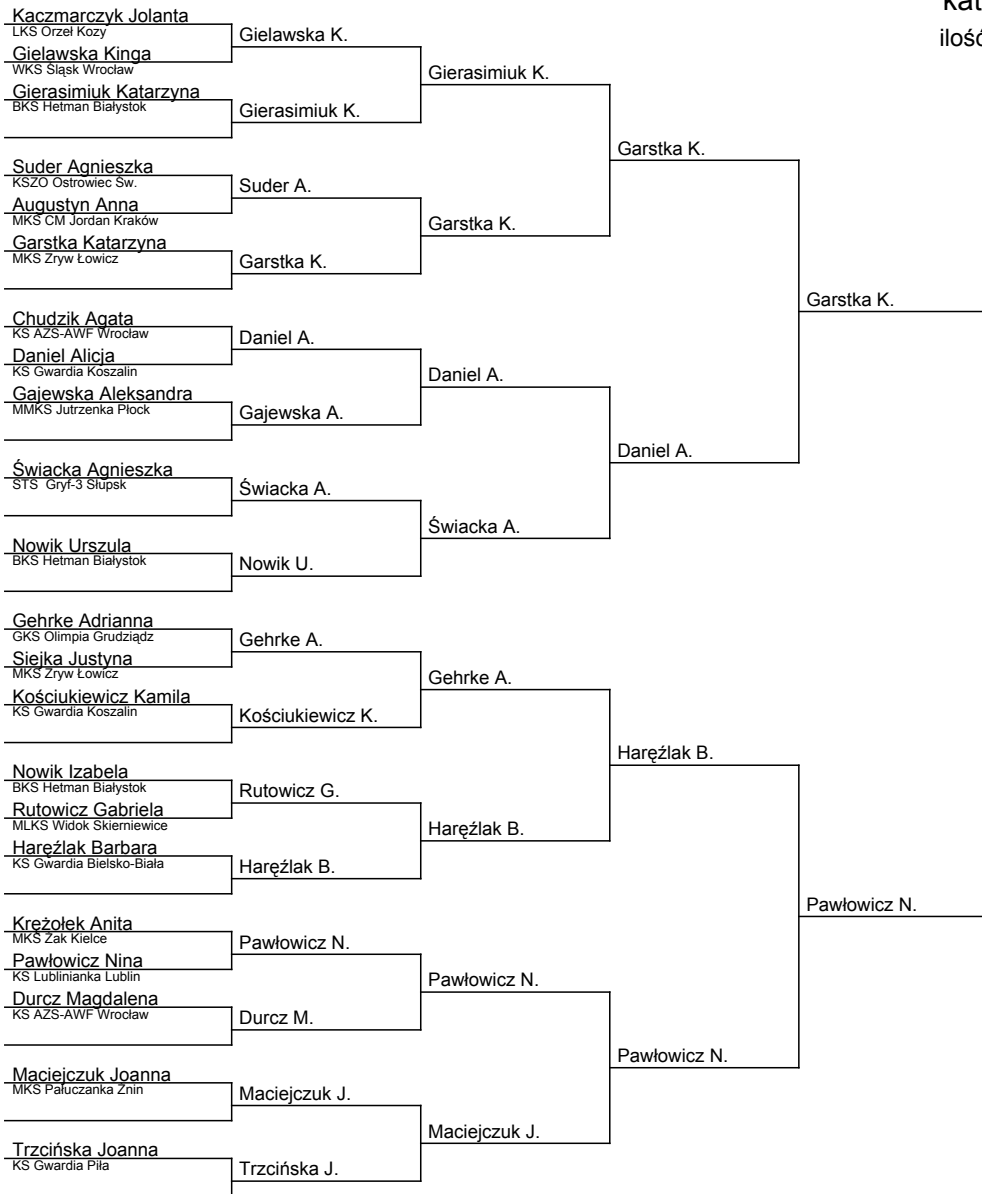 kat
ilość
Kaczmarczyk Jolanta
LKS Orzeł Kozy
Gielawska Kinga
WKS Śląsk Wrocław
Gierasimiuk Katarzyna
BKS Hetman Białystok
Suder Agnieszka
KSZO Ostrowiec Św.
Augustyn Anna
MKS CM Jordan Kraków
Garstka Katarzyna
MKS Zryw Łowicz
Chudzik Agata
KS AZS-AWF Wrocław
Daniel Alicja
KS Gwardia Koszalin
Gajewska Aleksandra
MMKS Jutrzenka Płock
Świacka Agnieszka
STS Gryf-3 Słupsk
Nowik Urszula
BKS Hetman Białystok
Gehrke Adrianna
GKS Olimpia Grudziądz
Siejka Justyna
MKS Zryw Łowicz
Kościukiewicz Kamila
KS Gwardia Koszalin
Nowik Izabela
BKS Hetman Białystok
Rutowicz Gabriela
MLKS Widok Skierniewice
Haręźlak Barbara
KS Gwardia Bielsko-Biała
Krężołek Anita
MKS Żak Kielce
Pawłowicz Nina
KS Lublinianka Lublin
Durcz Magdalena
KS AZS-AWF Wrocław
Maciejczuk Joanna
MKS Pałuczanka Żnin
Trzcińska Joanna
KS Gwardia Piła
Gielawska K.
Gierasimiuk K.
Suder A.
Garstka K.
Daniel A.
Gajewska A.
Świacka A.
Nowik U.
Gehrke A.
Kościukiewicz K.
Rutowicz G.
Haręźlak B.
Pawłowicz N.
Durcz M.
Maciejczuk J.
Trzcińska J.
Gierasimiuk K.
Garstka K.
Daniel A.
Świacka A.
Gehrke A.
Haręźlak B.
Pawłowicz N.
Maciejczuk J.
Garstka K.
Daniel A.
Haręźlak B.
Pawłowicz N.
Garstka K.
Pawłowicz N.